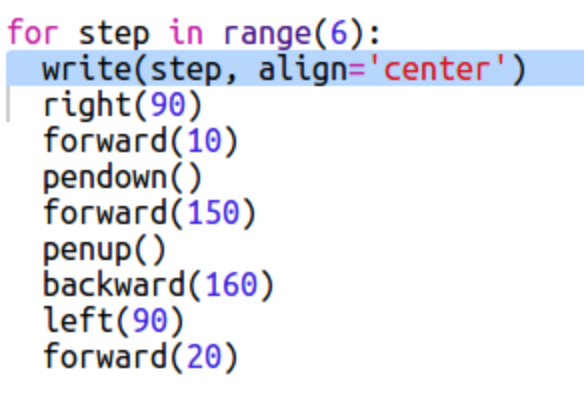 for step in range(6):
  write(step, align='center')
  right(90)
  forward(10)
  pendown()
  forward(150)
  penup()
  backward(160)
  left(90)
  forward(20)